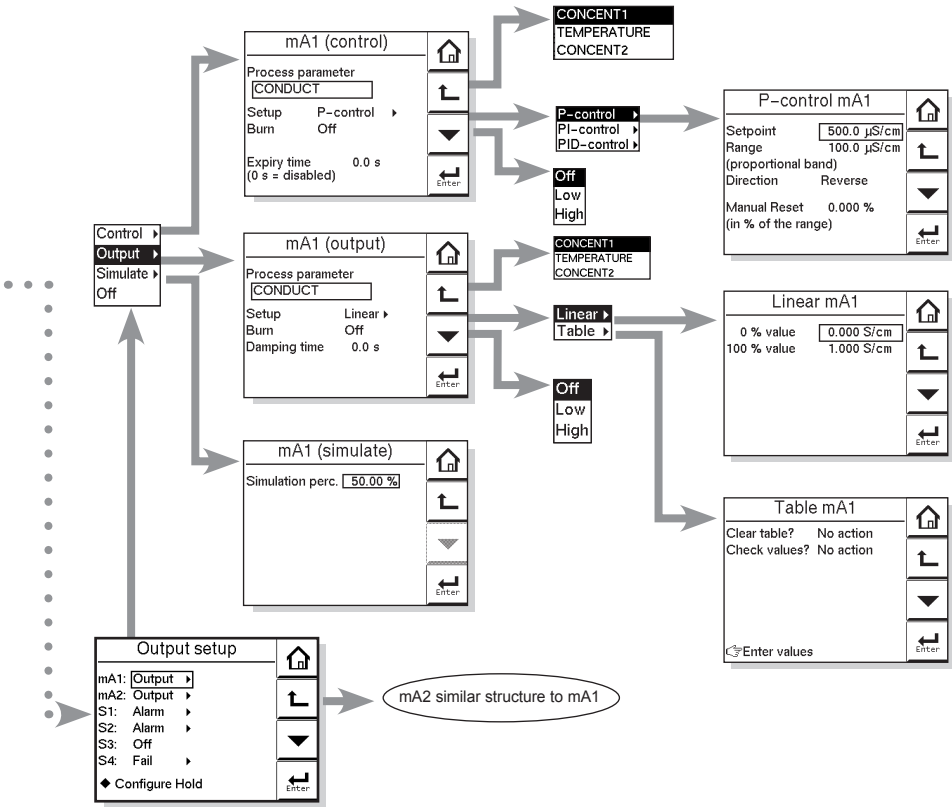 CONCENT1
TEMPERATURE
CONCENT2
mA1 (control)
Process parameter
CONDUCT
Setup P-control
Burn Off
Expiry time 0.0 s
(0 s = disabled)
Enter
P-control
PI-control
PID-control
Off
Low
High
P-control mA1
Setpoint 500.0 µS/cm
Range 100.0 µS/cm
(proportional band)
Direction Reverse
Manual Reset 0.000 %
(in % of the range)
Enter
Control
Output
Simulate
Off
mA1 (output)
Process parameter
CONDUCT
Setup Linear
Burn Off
Damping time 0.0 s
Enter
CONCENT1
TEMPERATURE
CONCENT2
Linear
Table
Off
Low
High
Linear mA1
0 % value 0.000 S/cm
100 % value 1.000 S/cm
Enter
mA1 (simulate)
Simulation perc. 50.00 %
Enter
Table mA1
Clear table? No action
Check values? No action
Enter values
Enter
Output setup
mA1: Output
mA2: Output
S1: Alarm
S2: Alarm
S3: Off
S4: Fail
Configure Hold
Enter
mA2 similar structure to mA1